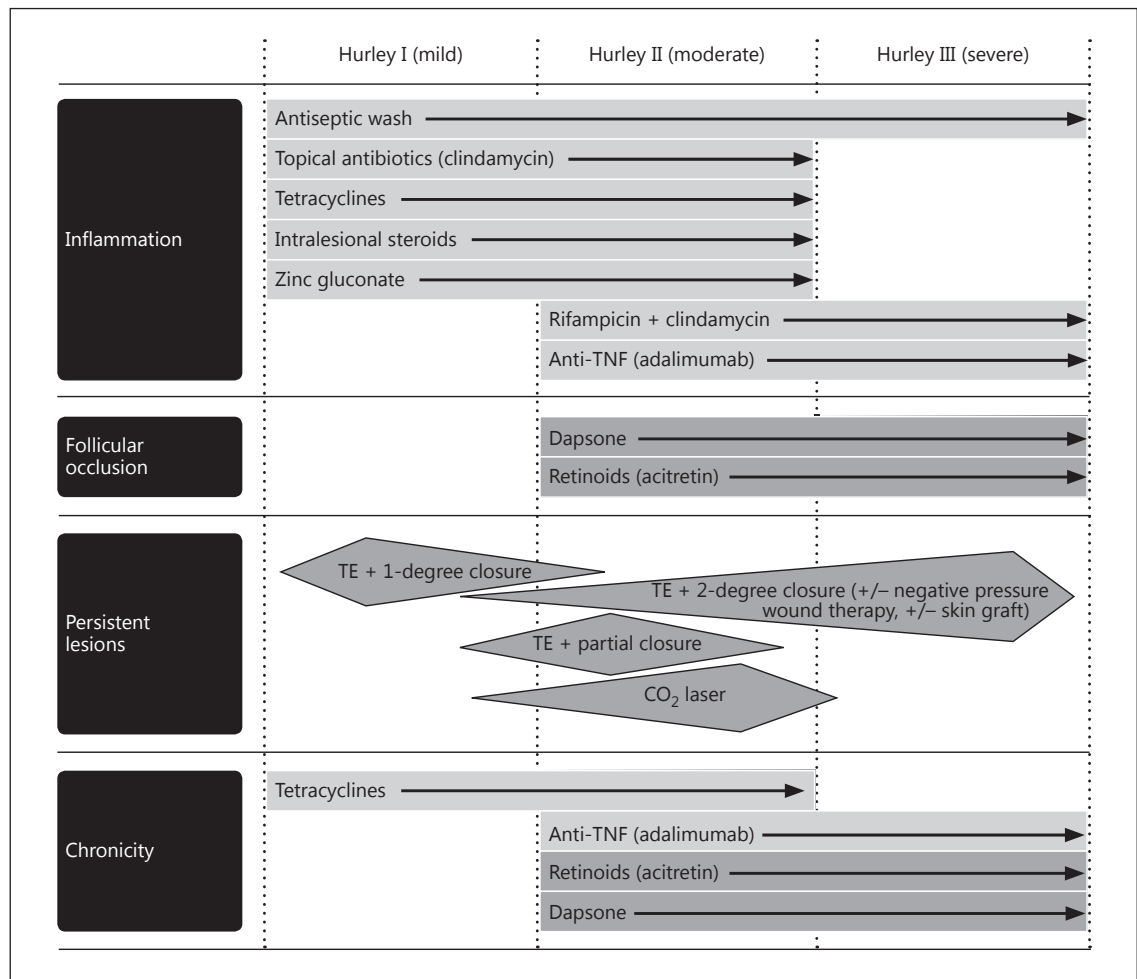 Hurley I (mild)
Hurley II (moderate)
Hurley III (severe)
Inflammation
Antiseptic wash
Topical antibiotics (clindamycin)
Tetracyclines
Intralesional steroids
Zinc gluconate
Rifampicin + clindamycin
Anti-TNF (adalimumab)
Follicular
occlusion
Dapsone
Retinoids (acitretin)
Persistent
lesions
TE + 1-degree closure
TE + 2-degree closure (+/– negative pressure
wound therapy, +/– skin graft)
TE + partial closure
CO₂ laser
Chronicity
Tetracyclines
Anti-TNF (adalimumab)
Retinoids (acitretin)
Dapsone